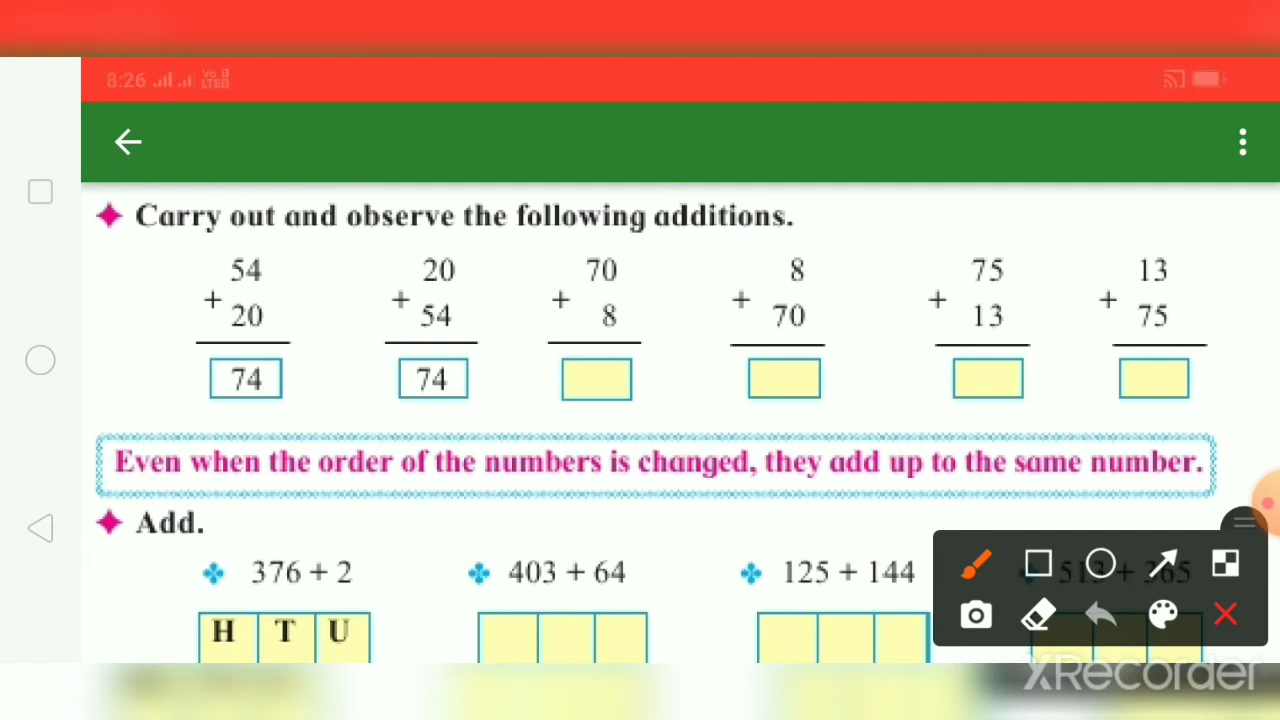 8:26
Carry out and observe the following additions.
54 20 70 8 75 13
+ + + + + +
20 54 8 70 13 75
74 74
Even when the order of the numbers is changed, they add up to the same number.
Add.
376 + 2 403 + 64 125 + 144 513 + 365
H T U
XRecorder